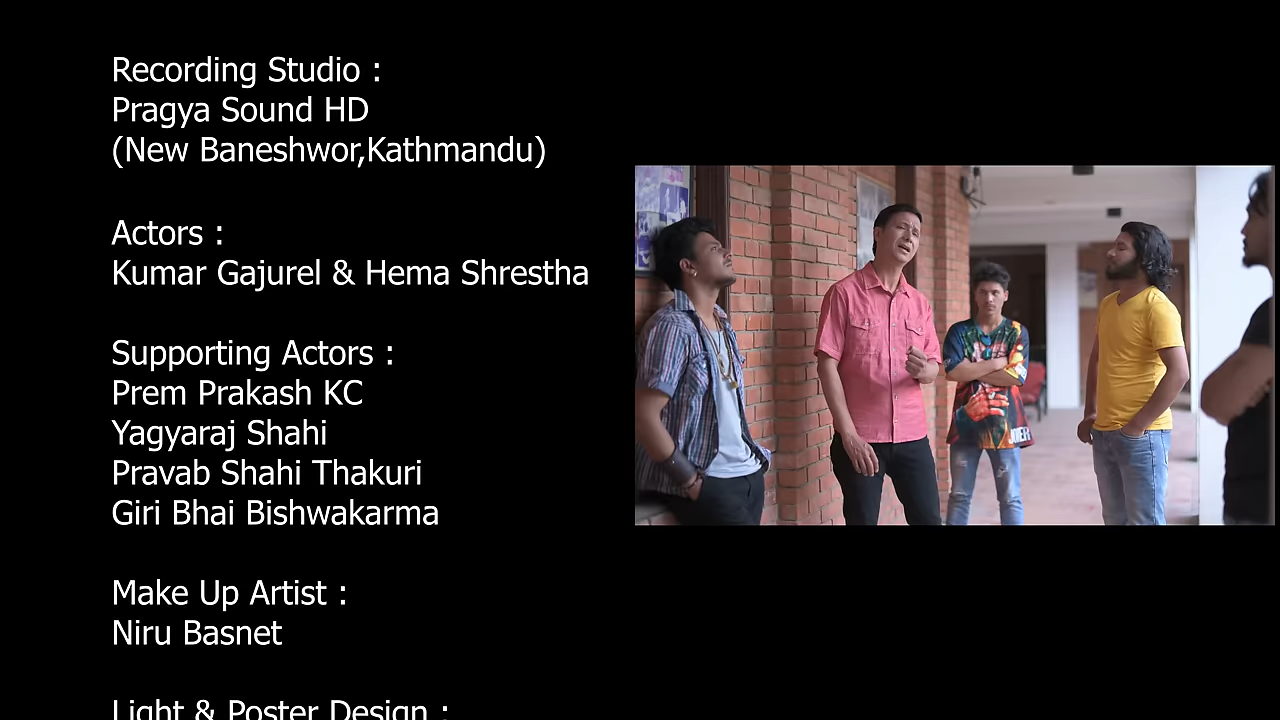 Recording Studio :
Pragya Sound HD
(New Baneshwor,Kathmandu)
Actors :
Kumar Gajurel & Hema Shrestha
Supporting Actors :
Prem Prakash KC
Yagyaraj Shahi
Pravab Shahi Thakuri
Giri Bhai Bishwakarma
Make Up Artist :
Niru Basnet
Light & Poster Design :
JOKER